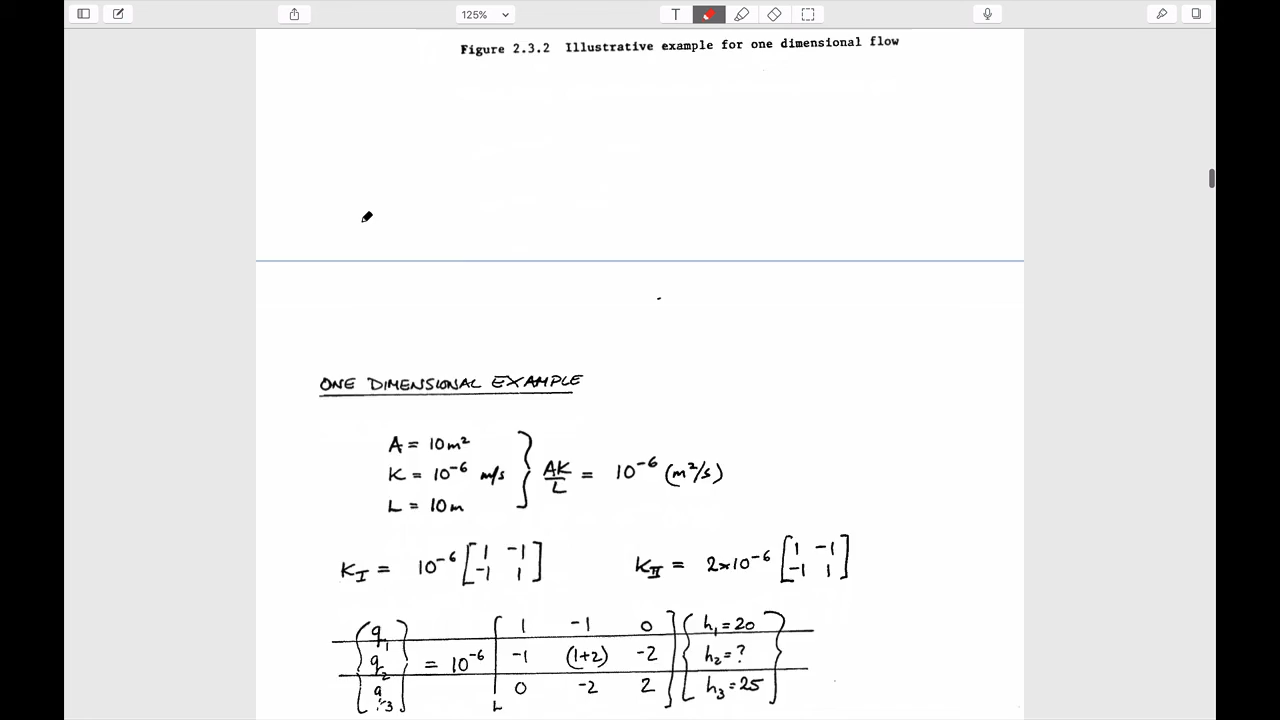 125%
T
Figure 2.3.2 Illustrative example for one dimensional flow
ONE DIMENSIONAL EXAMPLE
A = 10m²
K = 10⁻⁶ m/s
L = 10m
} AK/L = 10⁻⁶ (m²/s)
K_I = 10⁻⁶ [1 -1; -1 1]
K_II = 2×10⁻⁶ [1 -1; -1 1]
{q₁ [1 -1 0] {h₁ = 20}
{q₂} = 10⁻⁶ [-1 (1+2) -2] {h₂ = ?}
{q₃} [0 -2 2] {h₃ = 25}